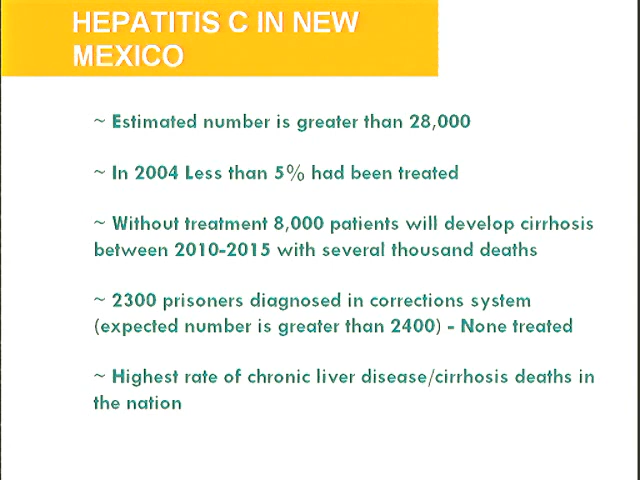 HEPATITIS C IN NEW
MEXICO
~ Estimated number is greater than 28,000
~ In 2004 Less than 5% had been treated
~ Without treatment 8,000 patients will develop cirrhosis
between 2010-2015 with several thousand deaths
~ 2300 prisoners diagnosed in corrections system
(expected number is greater than 2400) - None treated
~ Highest rate of chronic liver disease/cirrhosis deaths in
the nation